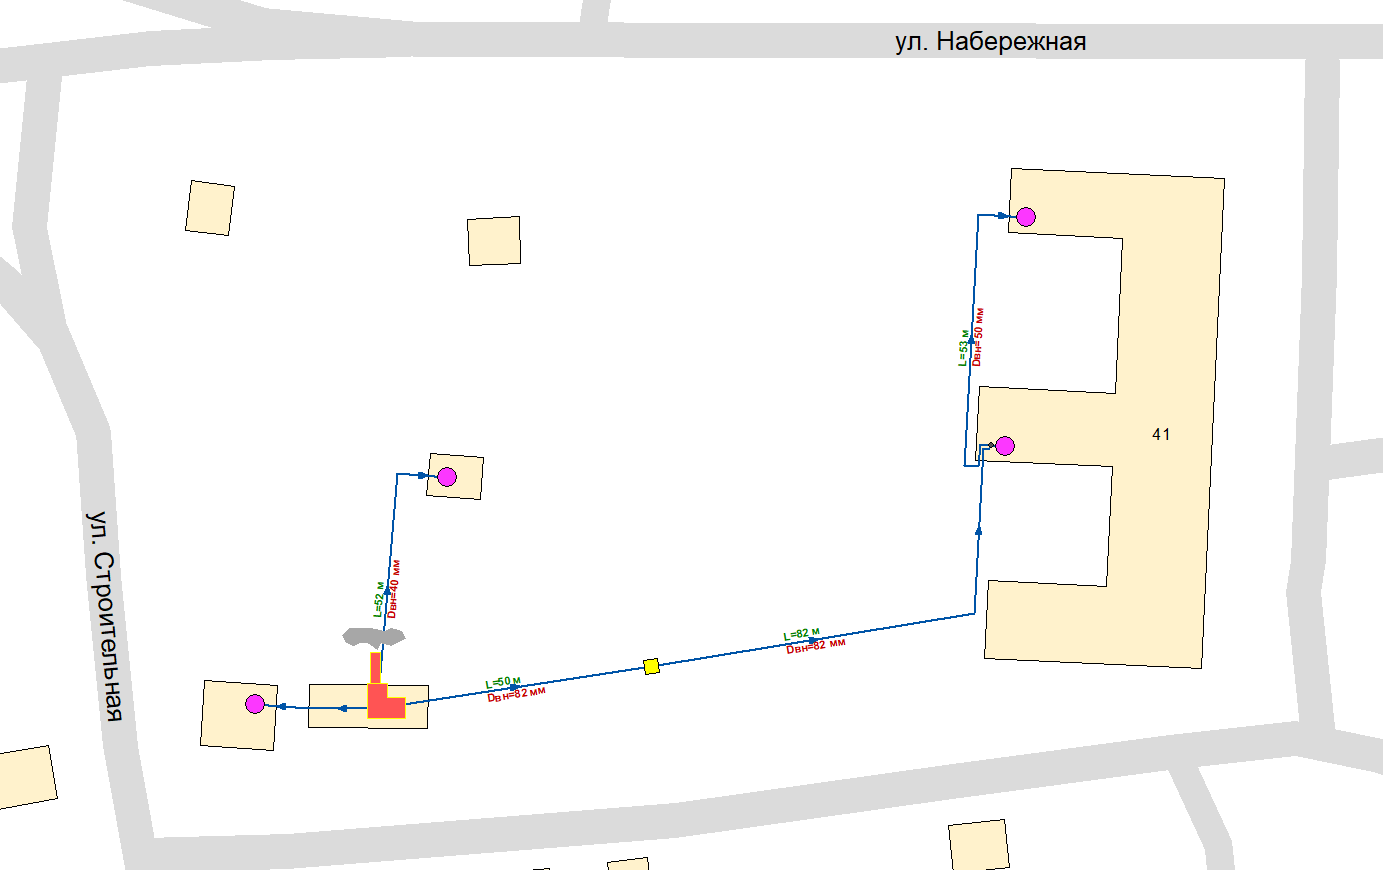 ул. Набережная
L=53 м
Dвн=50 мм
41
ул. Строительная
L=52 м
Dвн=40 мм
L=82 м
Dвн=82 мм
L=50 м
Dвн=82 мм